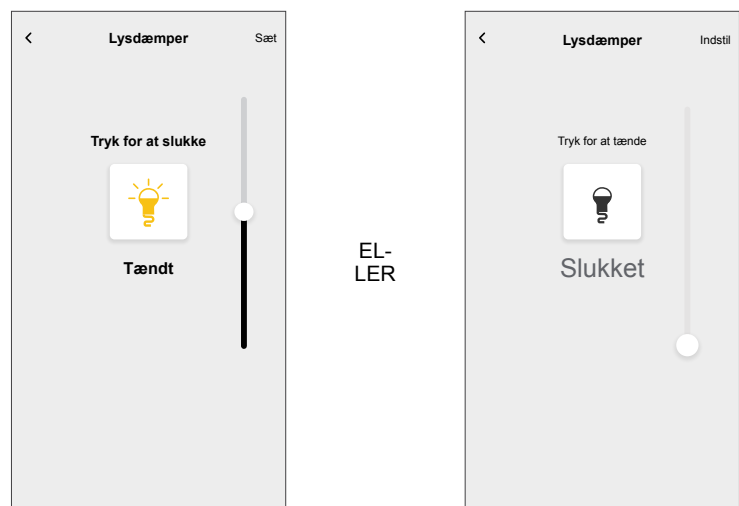 Lysdæmper Sæt
Tryk for at slukke
Tændt
EL-
LER
Lysdæmper Indstil
Tryk for at tænde
Slukket